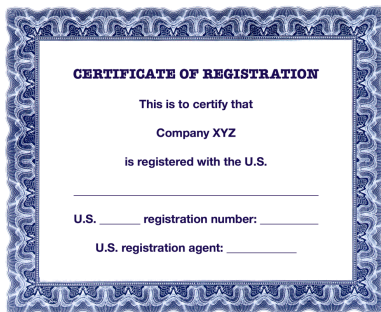 CERTIFICATE OF REGISTRATION
This is to certify that
Company XYZ
is registered with the U.S.
U.S. ______ registration number: _________
U.S. registration agent: ___________